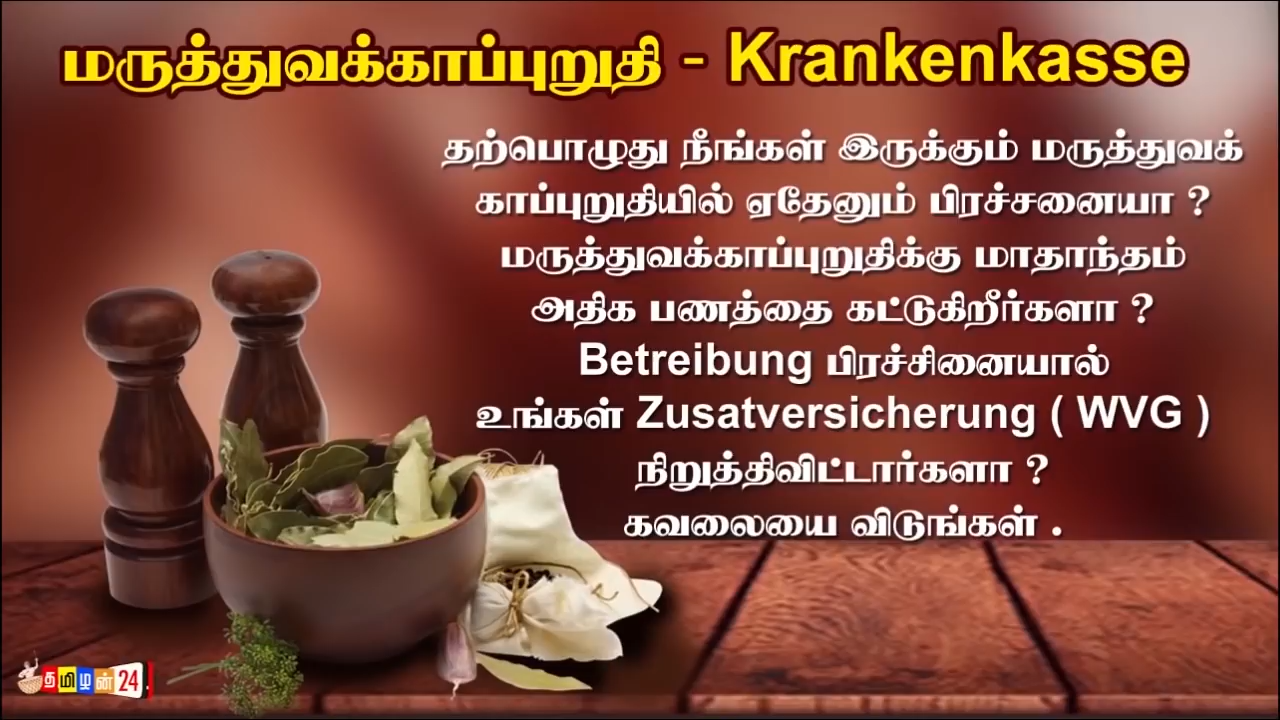 மருத்துவக்காப்புறுதி - Krankenkasse
தற்பொழுது நீங்கள் இருக்கும் மருத்துவக்
காப்புறுதியில் ஏதேனும் பிரச்சனையா ?
மருத்துவக்காப்புறுதிக்கு மாதாந்தம்
அதிக பணத்தை கட்டுகிறீர்களா ?
Betreibung பிரச்சினையால்
உங்கள் Zusatversicherung ( WVG )
நிறுத்திவிட்டார்களா ?
கவலையை விடுங்கள் .
தமிழன் 24